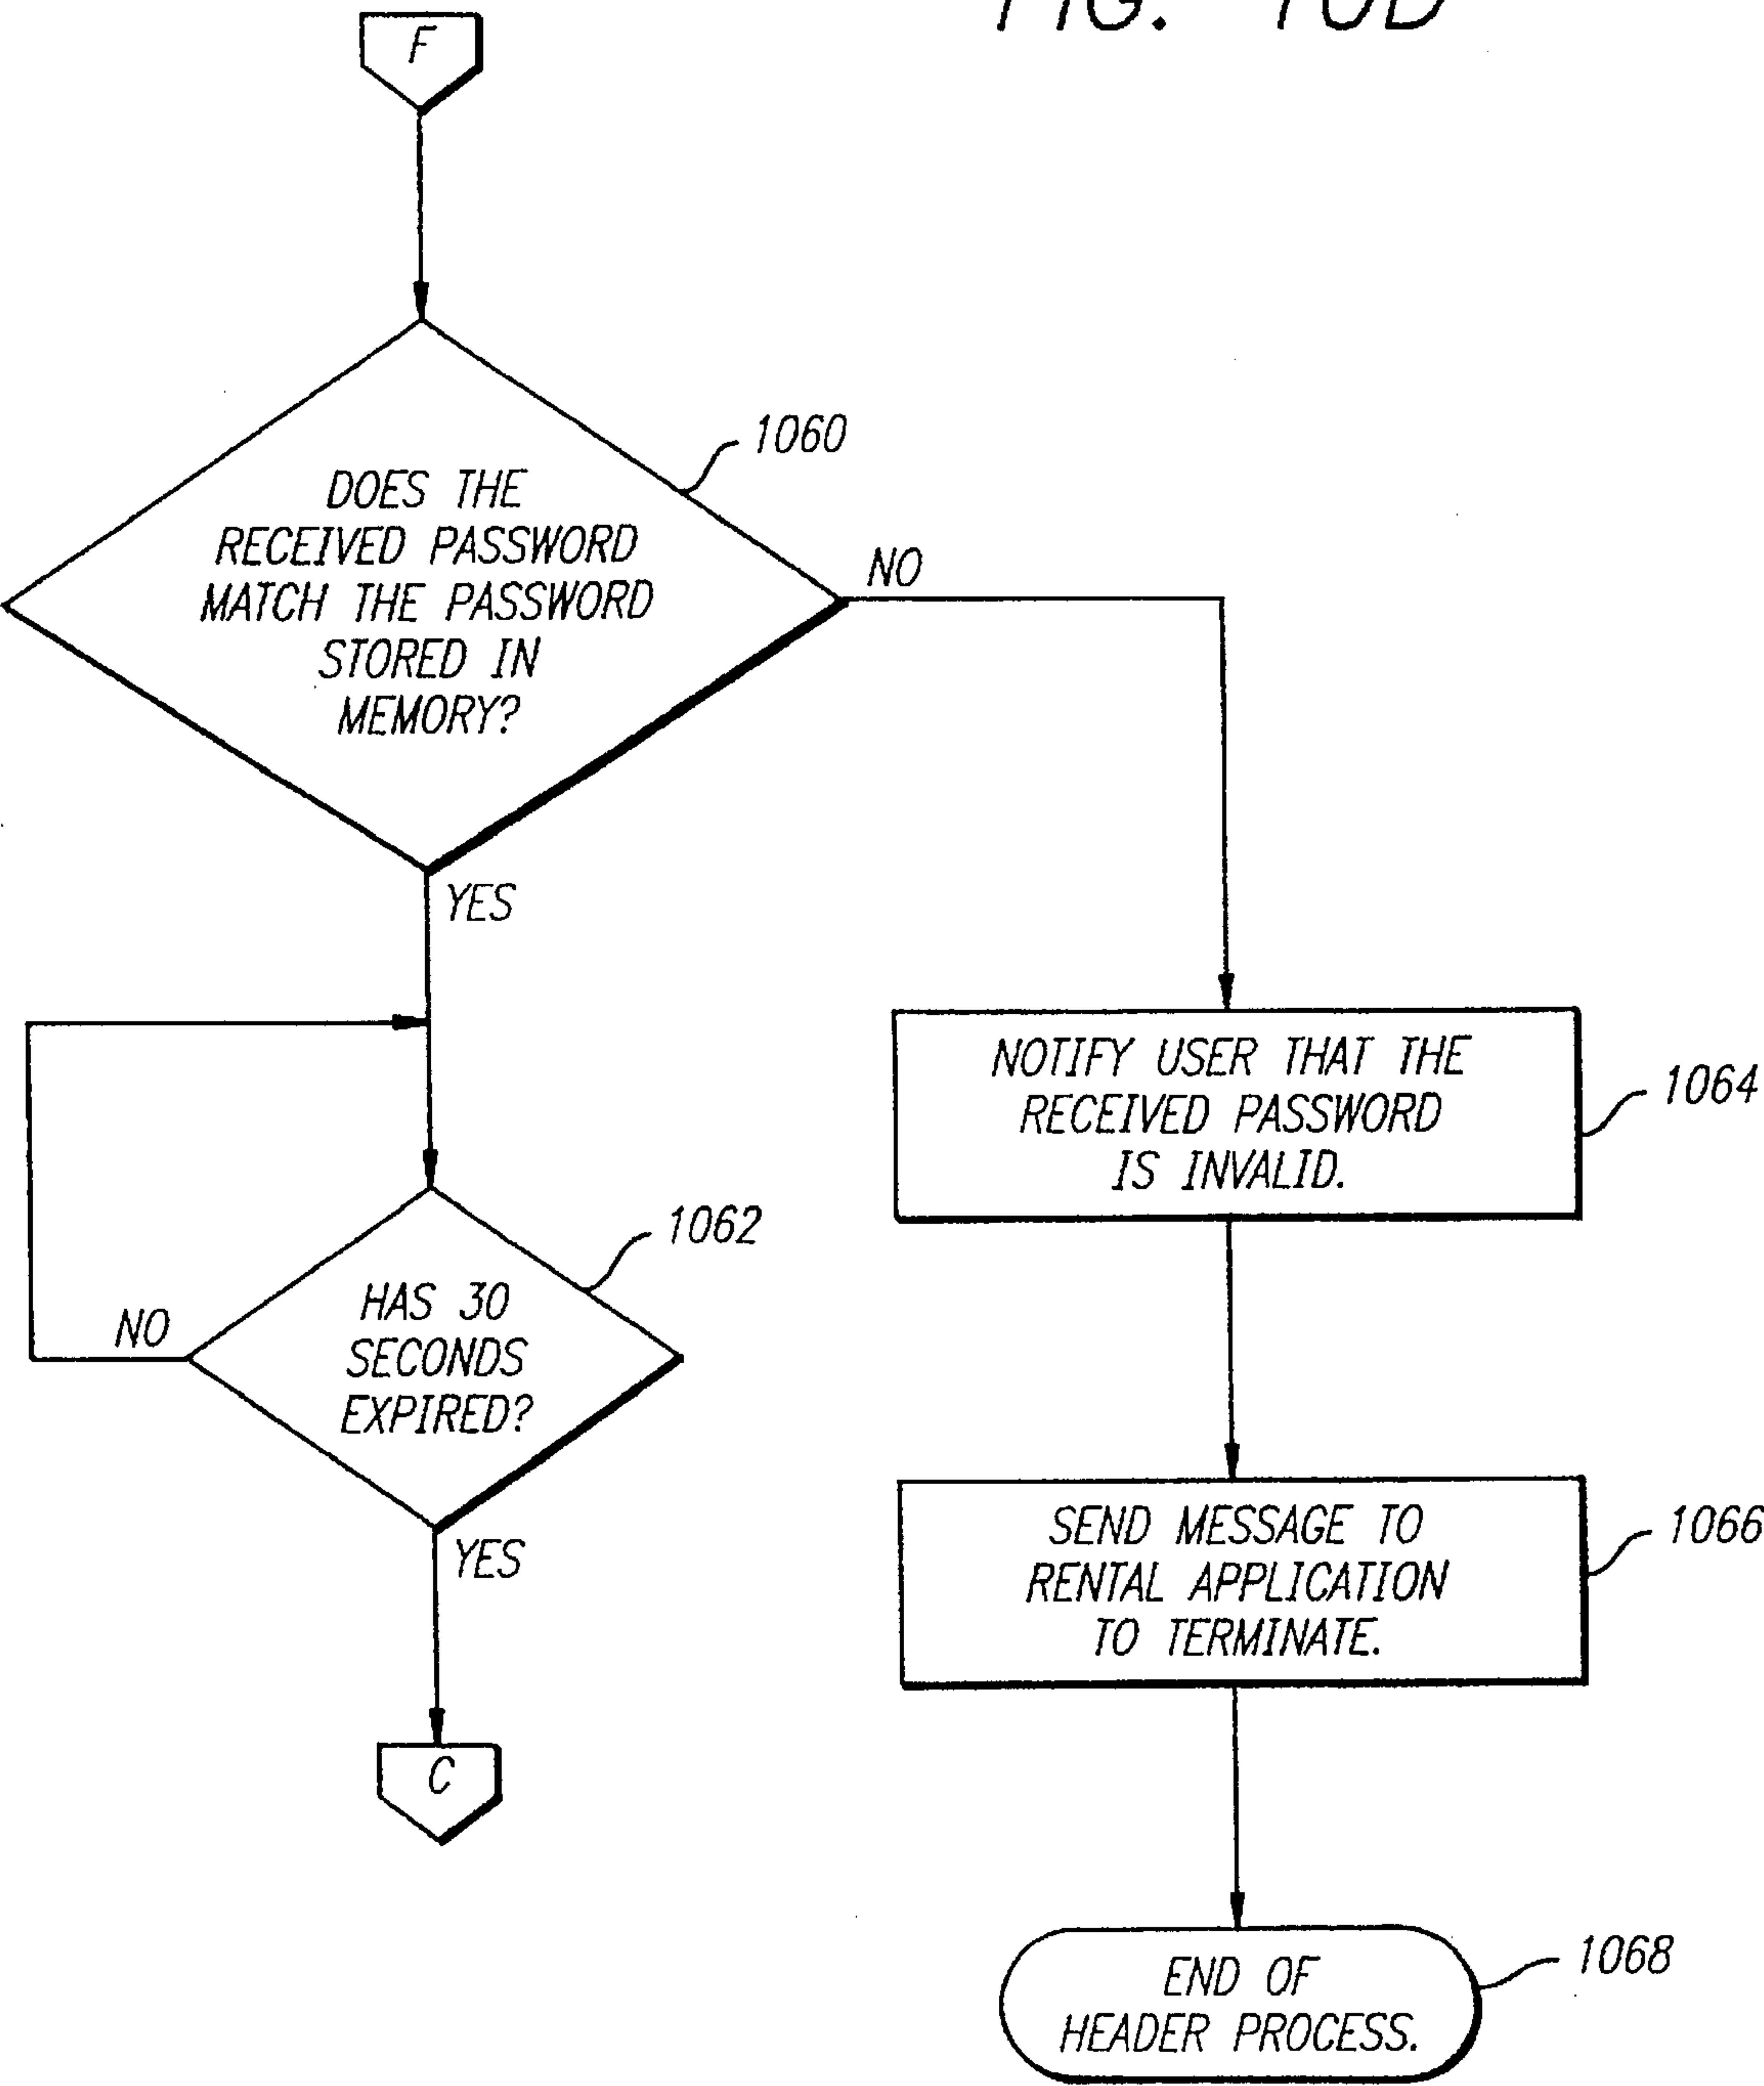 FIG. 10D
F
1060
DOES THE
RECEIVED PASSWORD
MATCH THE PASSWORD
STORED IN
MEMORY?
NO
YES
NOTIFY USER THAT THE
RECEIVED PASSWORD
IS INVALID.
1064
1062
HAS 30
SECONDS
EXPIRED?
NO
YES
SEND MESSAGE TO
RENTAL APPLICATION
TO TERMINATE.
1066
C
END OF
HEADER PROCESS.
1068